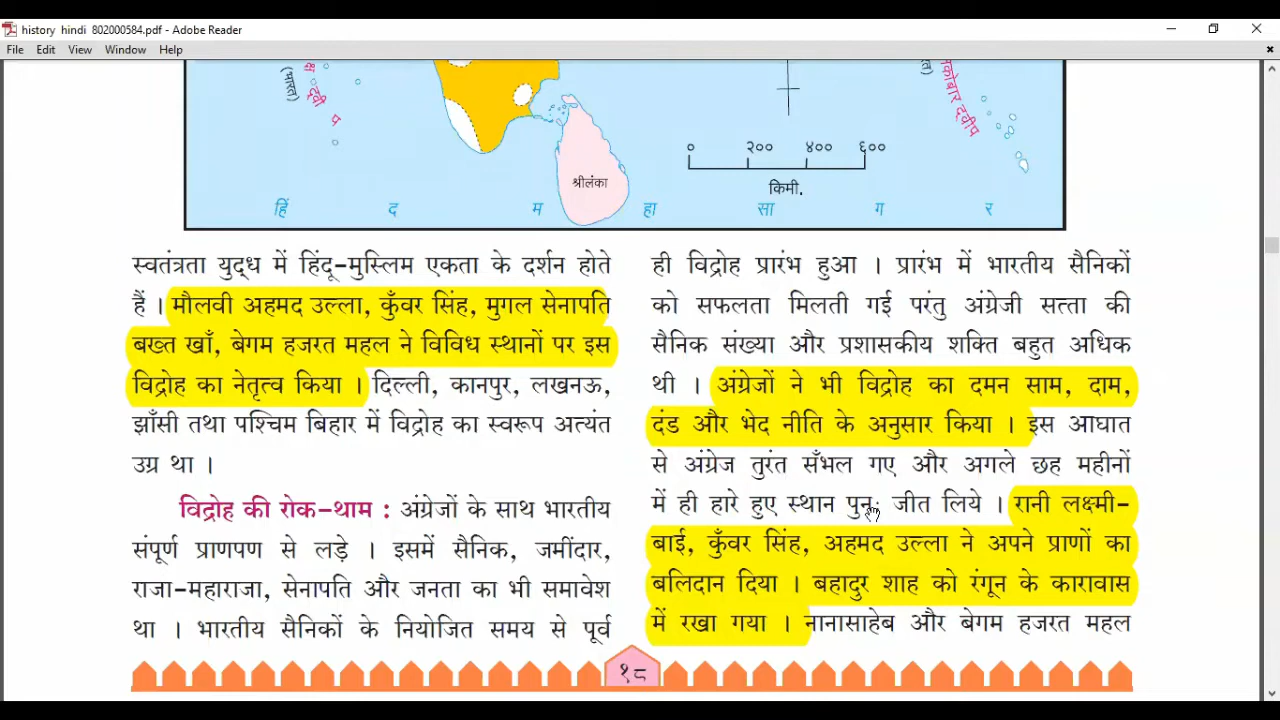 history hindi 802000584.pdf - Adobe Reader
File Edit View Window Help
(भारत)
द्वी प
कोबार द्वीप
० २०० ४०० ६००
किमी.
श्रीलंका
हिं द म हा सा ग र
स्वतंत्रता युद्ध में हिंदू-मुस्लिम एकता के दर्शन होते
हैं । मौलवी अहमद उल्ला, कुँवर सिंह, मुगल सेनापति
बख्त खाँ, बेगम हजरत महल ने विविध स्थानों पर इस
विद्रोह का नेतृत्व किया । दिल्ली, कानपुर, लखनऊ,
झाँसी तथा पश्चिम बिहार में विद्रोह का स्वरूप अत्यंत
उग्र था ।
विद्रोह की रोक-थाम : अंग्रेजों के साथ भारतीय
संपूर्ण प्राणपण से लड़े । इसमें सैनिक, जमींदार,
राजा-महाराजा, सेनापति और जनता का भी समावेश
था । भारतीय सैनिकों के नियोजित समय से पूर्व
ही विद्रोह प्रारंभ हुआ । प्रारंभ में भारतीय सैनिकों
को सफलता मिलती गई परंतु अंग्रेजी सत्ता की
सैनिक संख्या और प्रशासकीय शक्ति बहुत अधिक
थी । अंग्रेजों ने भी विद्रोह का दमन साम, दाम,
दंड और भेद नीति के अनुसार किया । इस आघात
से अंग्रेज तुरंत सँभल गए और अगले छह महीनों
में ही हारे हुए स्थान पुन: जीत लिये । रानी लक्ष्मी-
बाई, कुँवर सिंह, अहमद उल्ला ने अपने प्राणों का
बलिदान दिया । बहादुर शाह को रंगून के कारावास
में रखा गया । नानासाहेब और बेगम हजरत महल
१८